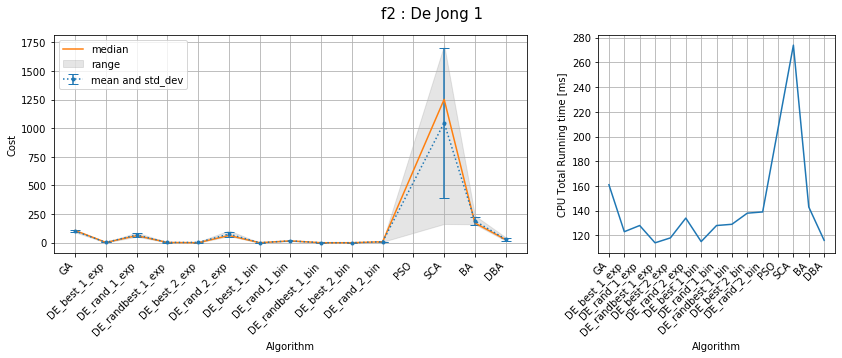 f2 : De Jong 1
median
range
mean and std_dev
Cost
1750
1500
1250
1000
750
500
250
0
GA
DE_best_1_exp
DE_rand_1_exp
DE_randbest_1_exp
DE_best_2_exp
DE_rand_2_exp
DE_best_1_bin
DE_rand_1_bin
DE_randbest_1_bin
DE_best_2_bin
DE_rand_2_bin
PSO
SCA
BA
DBA
Algorithm
CPU Total Running time [ms]
280
260
240
220
200
180
160
140
120
GA
DE_best_1_exp
DE_rand_1_exp
DE_randbest_1_exp
DE_best_2_exp
DE_rand_2_exp
DE_best_1_bin
DE_rand_1_bin
DE_randbest_1_bin
DE_best_2_bin
DE_rand_2_bin
PSO
SCA
BA
DBA
Algorithm